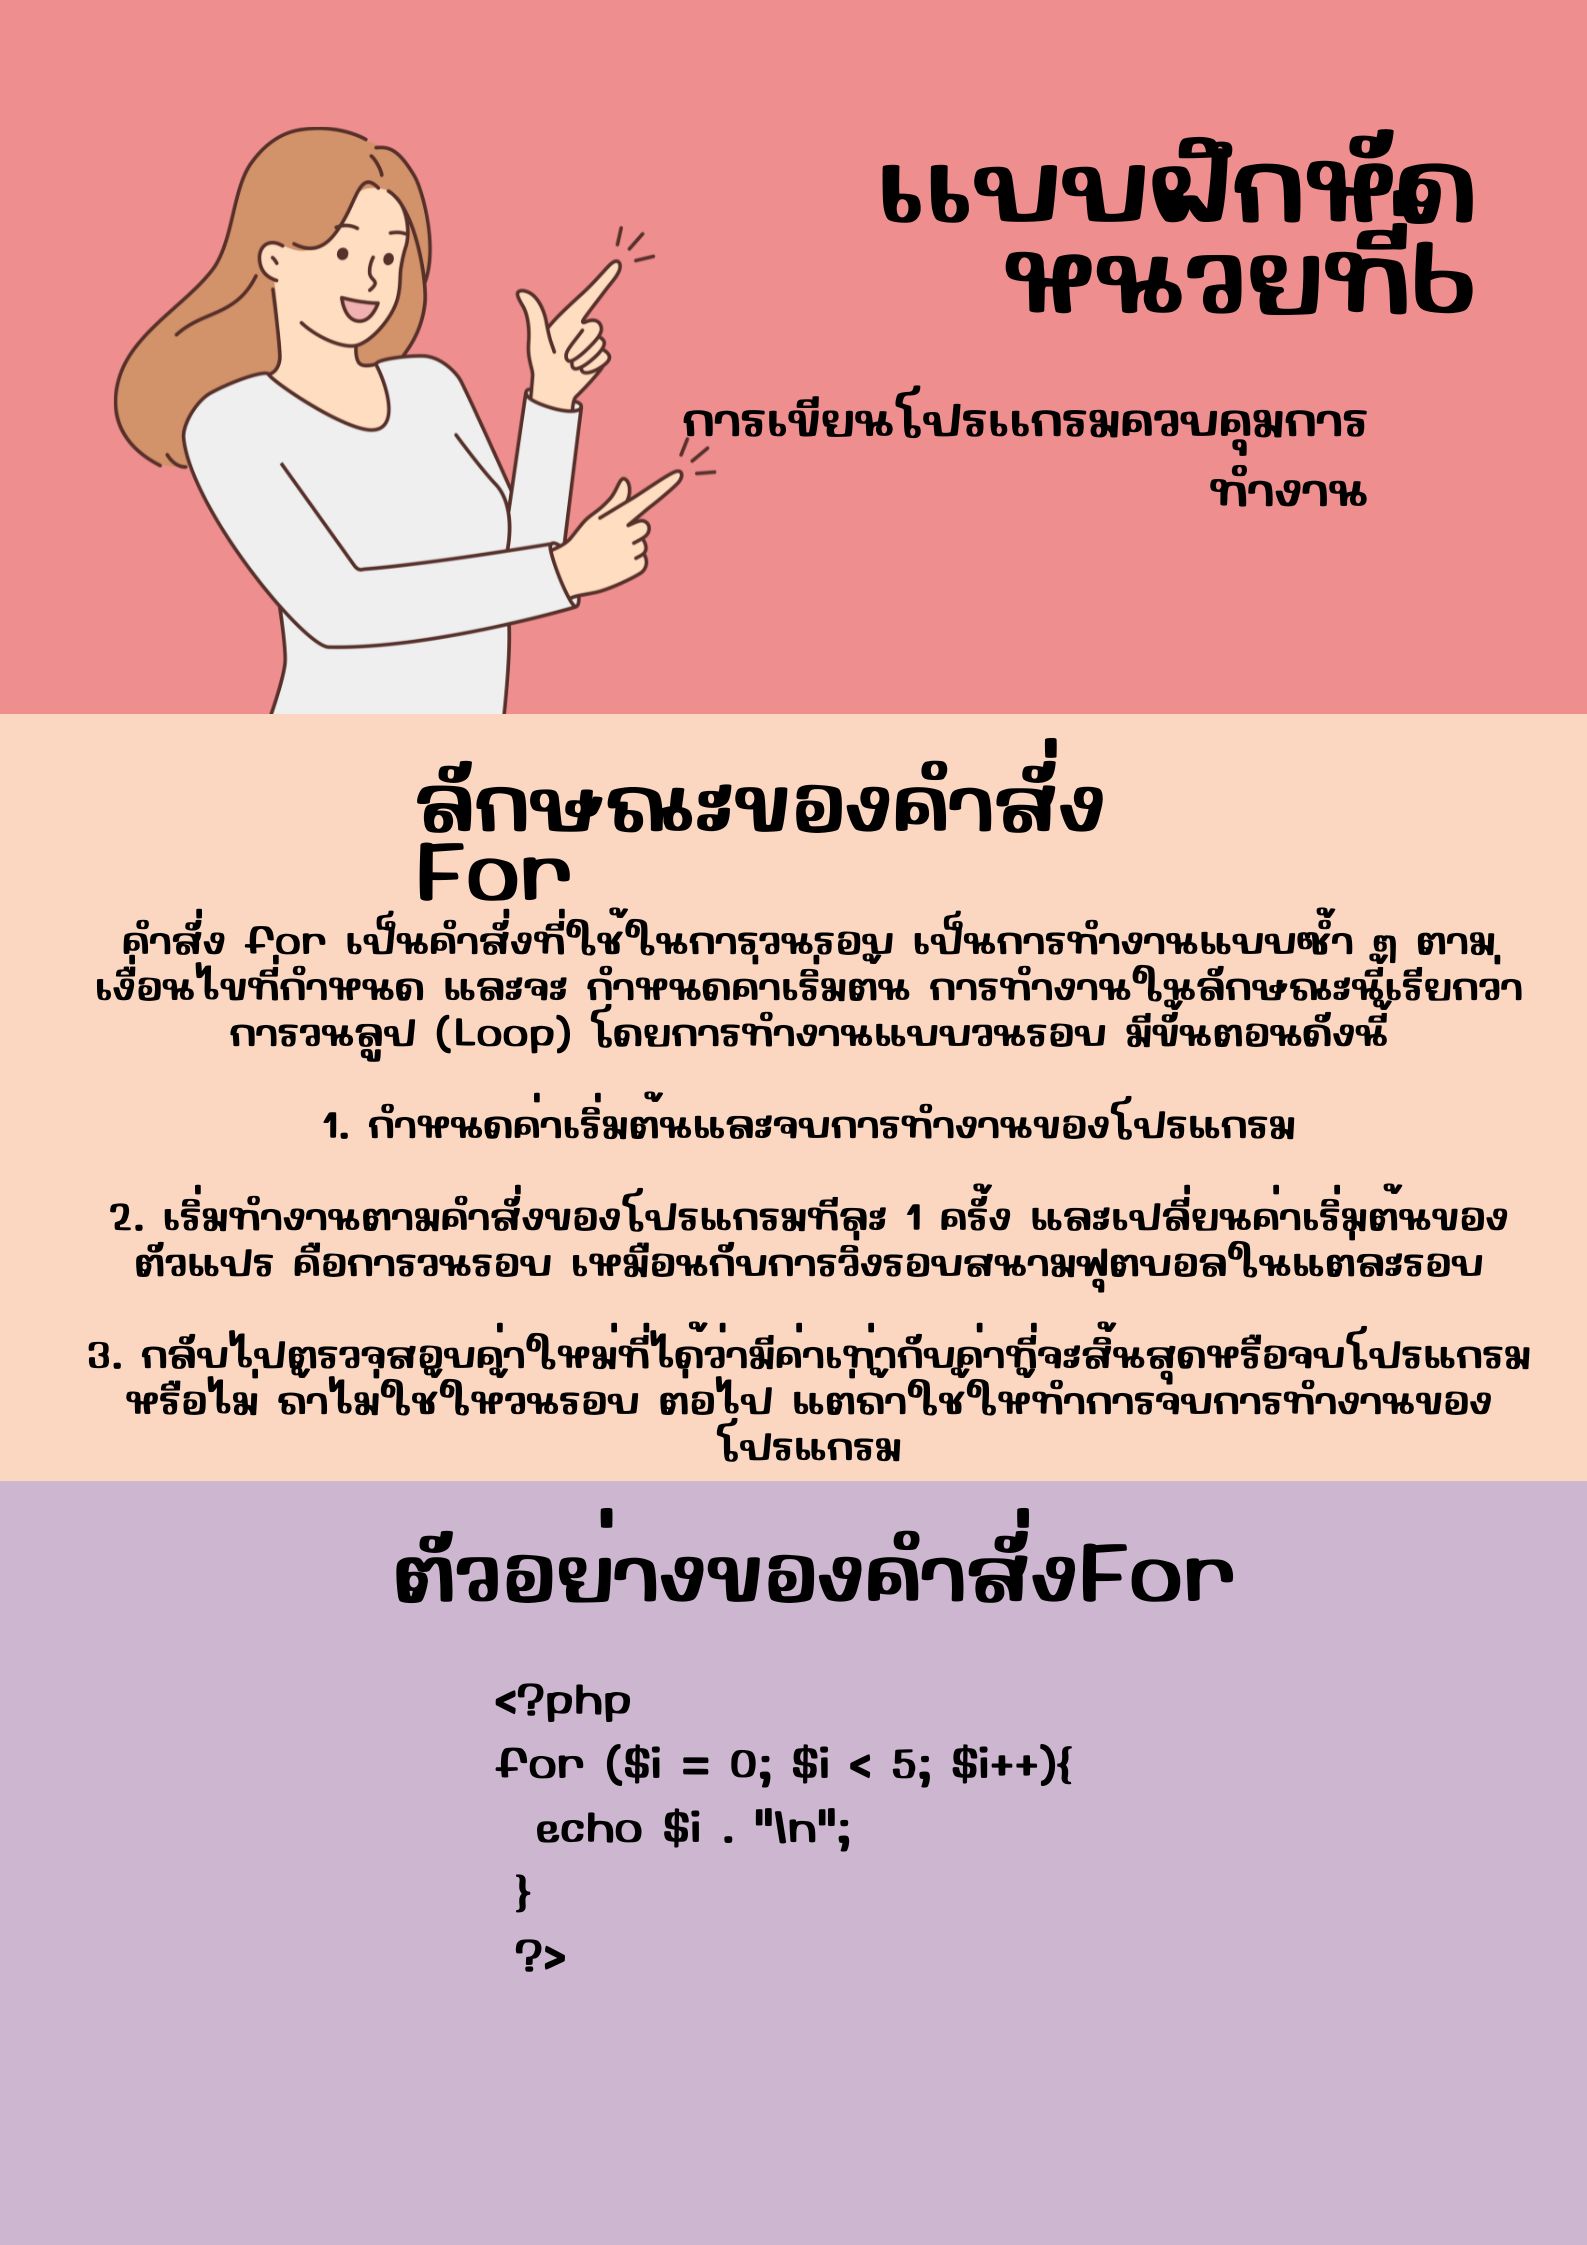 แบบฝึกหัด
หนวยที่6
การเขียนโปรแกรมควบคุมการ
ทำงาน
ลักษณะของคำสั่ง
For
คำสั่ง for เป็นคำสั่งที่ใช้ในการวนรอบ เป็นการทำงานแบบซ้ำ ๆ ตาม
เงื่อนไขที่กำหนด และจะ กำหนดค่าเริ่มต้น การทำงานในลักษณะนี้เรียกว่า
การวนลูป (Loop) โดยการทำงานแบบวนรอบ มีขั้นตอนดังนี้
1. กำหนดค่าเริ่มต้นและจบการทำงานของโปรแกรม
2. เริ่มทำงานตามคำสั่งของโปรแกรมทีละ 1 ครั้ง และเปลี่ยนค่าเริ่มต้นของ
ตัวแปร คือการวนรอบ เหมือนกับการวิ่งรอบสนามฟุตบอลในแต่ละรอบ
3. กลับไปตรวจสอบค่าใหม่ที่ได้ว่ามีค่าเท่ากับค่าที่จะสิ้นสุดหรือจบโปรแกรม
หรือไม่ ถ้าไม่ใช้ให้วนรอบ ต่อไป แต่ถ้าใช้ให้ทำการจบการทำงานของ
โปรแกรม
ตัวอย่างของคำสั่งFor
<?php
for ($i = 0; $i < 5; $i++){
echo $i . "\n";
}
?>